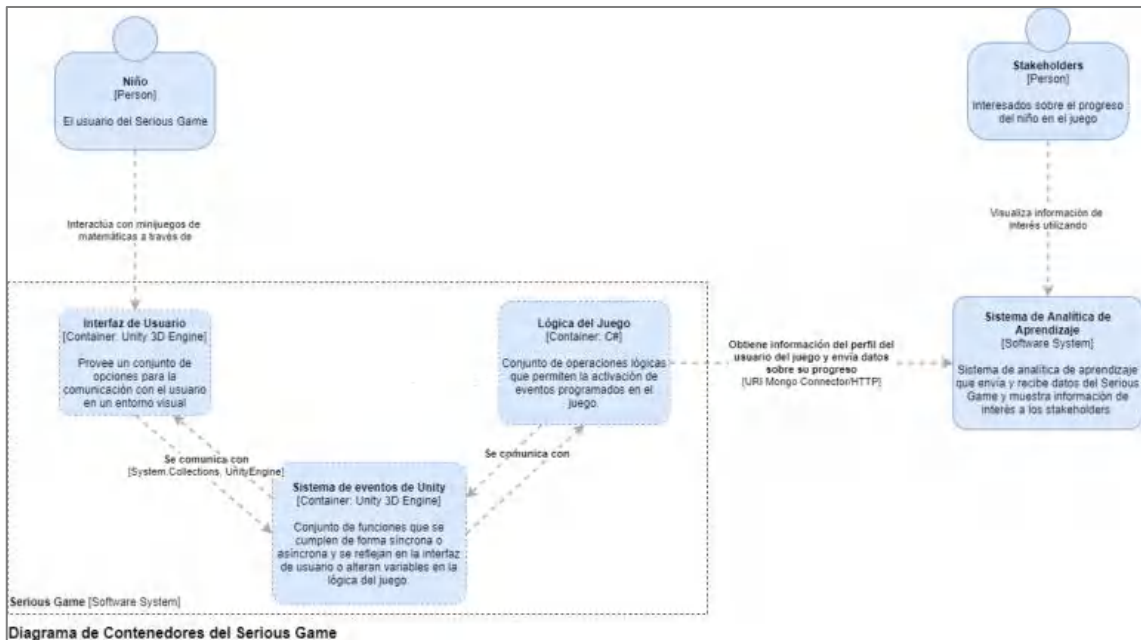 Niño
[Person]
El usuario del Serious Game
Stakeholders
[Person]
Interesados sobre el progreso
del niño en el juego
Interactúa con minijuegos de
matemáticas a través de
Visualiza información de
interés utilizando
Interfaz de Usuario
[Container: Unity 3D Engine]
Provee un conjunto de
opciones para la
comunicación con el usuario
en un entorno visual
Lógica del Juego
[Container: C#]
Conjunto de operaciones lógicas
que permiten la activación de
eventos programados en el
juego.
Obtiene información del perfil del
usuario del juego y envía datos
sobre su progreso
[URI Mongo Connector/HTTP]
Sistema de Analítica de
Aprendizaje
[Software System]
Sistema de analítica de aprendizaje
que envía y recibe datos del Serious
Game y muestra información de
interés a los stakeholders
Se comunica con
[System.Collections, UnityEngine]
Se comunica con
Sistema de eventos de Unity
[Container: Unity 3D Engine]
Conjunto de funciones que se
cumplen de forma síncrona o
asíncrona y se reflejan en la interfaz
de usuario o alteran variables en la
lógica del juego.
Serious Game [Software System]
Diagrama de Contenedores del Serious Game